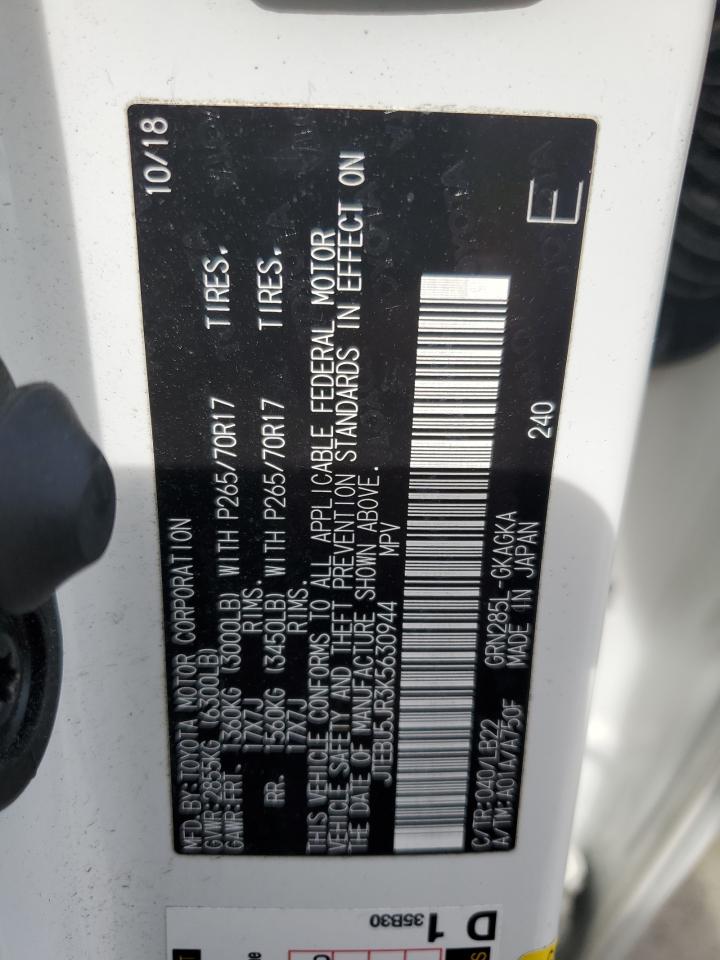 MFD. BY:TOYOTA MOTOR CORPORATION 10/18
GVWR:2855KG (6300LB)
GAWR:FRT. 1360KG (3000LB) WITH P265/70R17 TIRES.
17X7J RIMS.
RR. 1560KG (3450LB) WITH P265/70R17 TIRES.
17X7J RIMS.
THIS VEHICLE CONFORMS TO ALL APPLICABLE FEDERAL MOTOR
VEHICLE SAFETY AND THEFT PREVENTION STANDARDS IN EFFECT ON
THE DATE OF MANUFACTURE SHOWN ABOVE.
JTEBU5JR3K5630944 MPV
C/TR:040/LB22 GRN285L-GKAGKA 240 E
A/TM:A01A/A750F MADE IN JAPAN
35B30
D 1